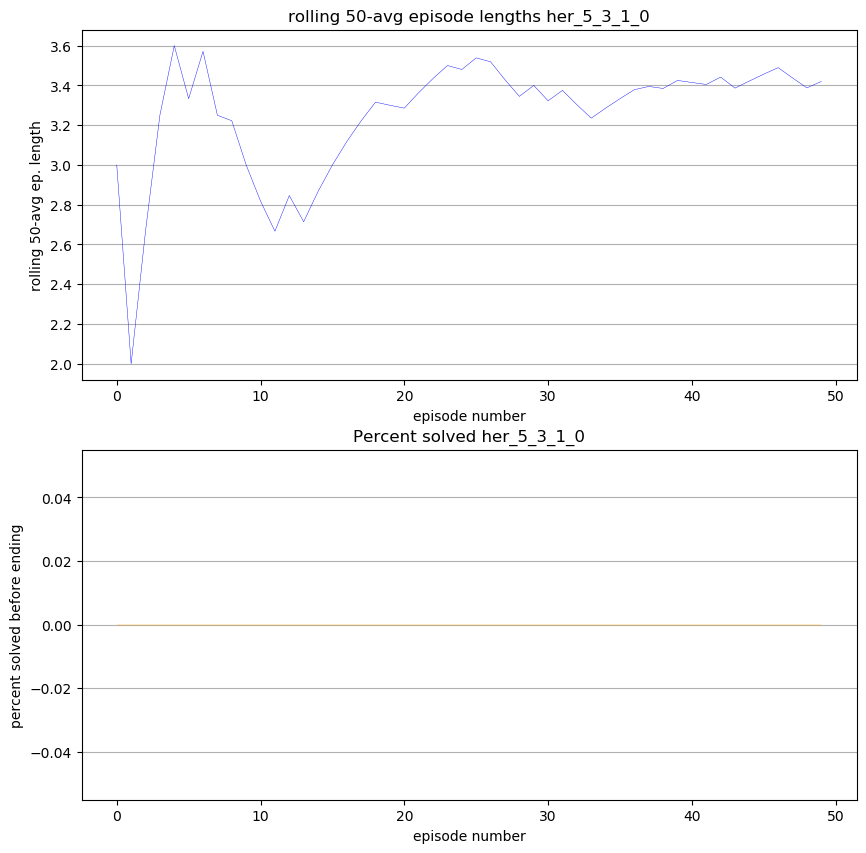 rolling 50-avg episode lengths her_5_3_1_0
rolling 50-avg ep. length
3.6
3.4
3.2
3.0
2.8
2.6
2.4
2.2
2.0
0 10 20 30 40 50
episode number
Percent solved her_5_3_1_0
percent solved before ending
0.04
0.02
0.00
−0.02
−0.04
0 10 20 30 40 50
episode number